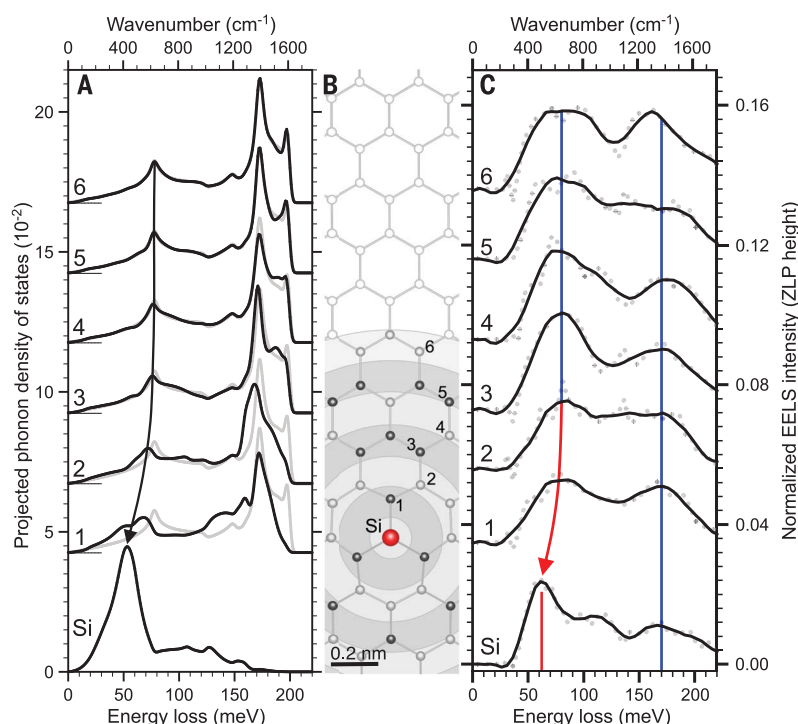 Wavenumber (cm-1)
0 400 800 1200 1600
A
Projected phonon density of states (10-2)
20
15
10
5
0
6
5
4
3
2
1
Si
0 50 100 150 200
Energy loss (meV)
B
6
5
4
3
2
1
Si
0.2 nm
Wavenumber (cm-1)
0 400 800 1200 1600
C
6
5
4
3
2
1
Si
0.16
0.12
0.08
0.04
0.00
Normalized EELS intensity (ZLP height)
0 50 100 150 200
Energy loss (meV)